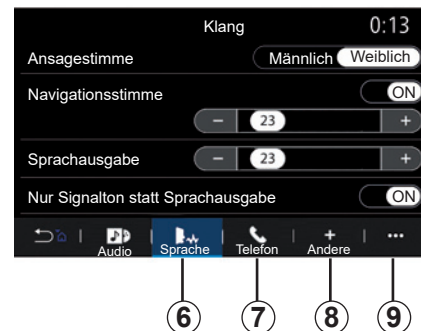 Klang 0:13
Ansagestimme Männlich Weiblich
Navigationsstimme ON
− 23 +
Sprachausgabe − 23 +
Nur Signalton statt Sprachausgabe ON
Audio Sprache Telefon + Andere ...
6 7 8 9